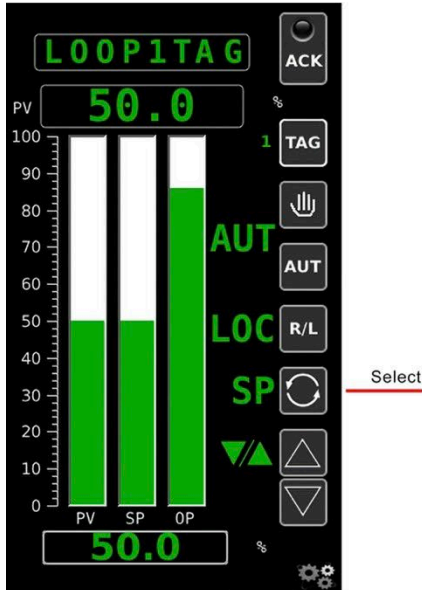 LOOP1TAG
ACK
PV 50.0 %
100
1 TAG
90
80
70
AUT
AUT
60
50
LOC R/L
40
Select
30
SP
20
10
0
PV SP OP
50.0 %